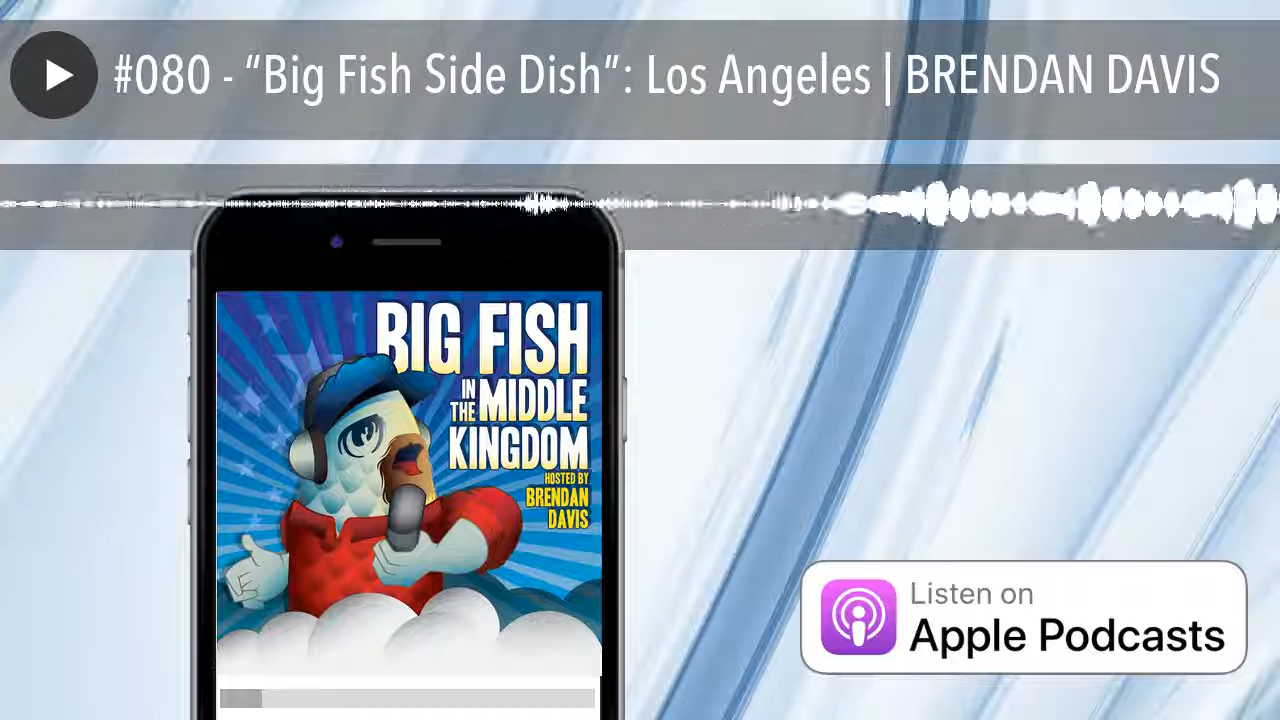 #080 - “Big Fish Side Dish”: Los Angeles | BRENDAN DAVIS
BIG FISH
IN THE MIDDLE
KINGDOM
HOSTED BY
BRENDAN
DAVIS
Listen on
Apple Podcasts